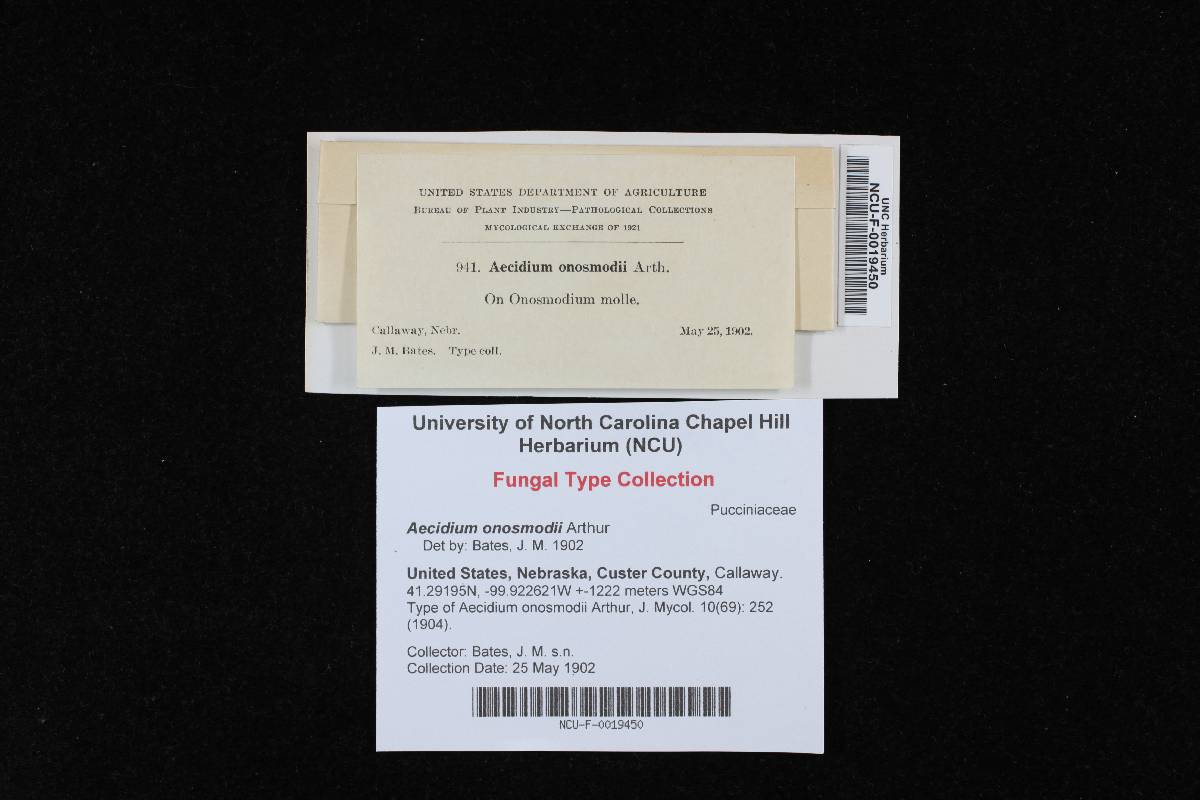 UNITED STATES DEPARTMENT OF AGRICULTURE
BUREAU OF PLANT INDUSTRY—PATHOLOGICAL COLLECTIONS
MYCOLOGICAL EXCHANGE OF 1921
941. Aecidium onosmodii Arth.
On Onosmodium molle.
Callaway, Nebr. May 25, 1902.
J. M. Bates. Type coll.
UNC Herbarium
NCU-F-0019450
University of North Carolina Chapel Hill
Herbarium (NCU)
Fungal Type Collection
Pucciniaceae
Aecidium onosmodii Arthur
Det by: Bates, J. M. 1902
United States, Nebraska, Custer County, Callaway.
41.29195N, -99.922621W +-1222 meters WGS84
Type of Aecidium onosmodii Arthur, J. Mycol. 10(69): 252
(1904).
Collector: Bates, J. M. s.n.
Collection Date: 25 May 1902
NCU-F-0019450